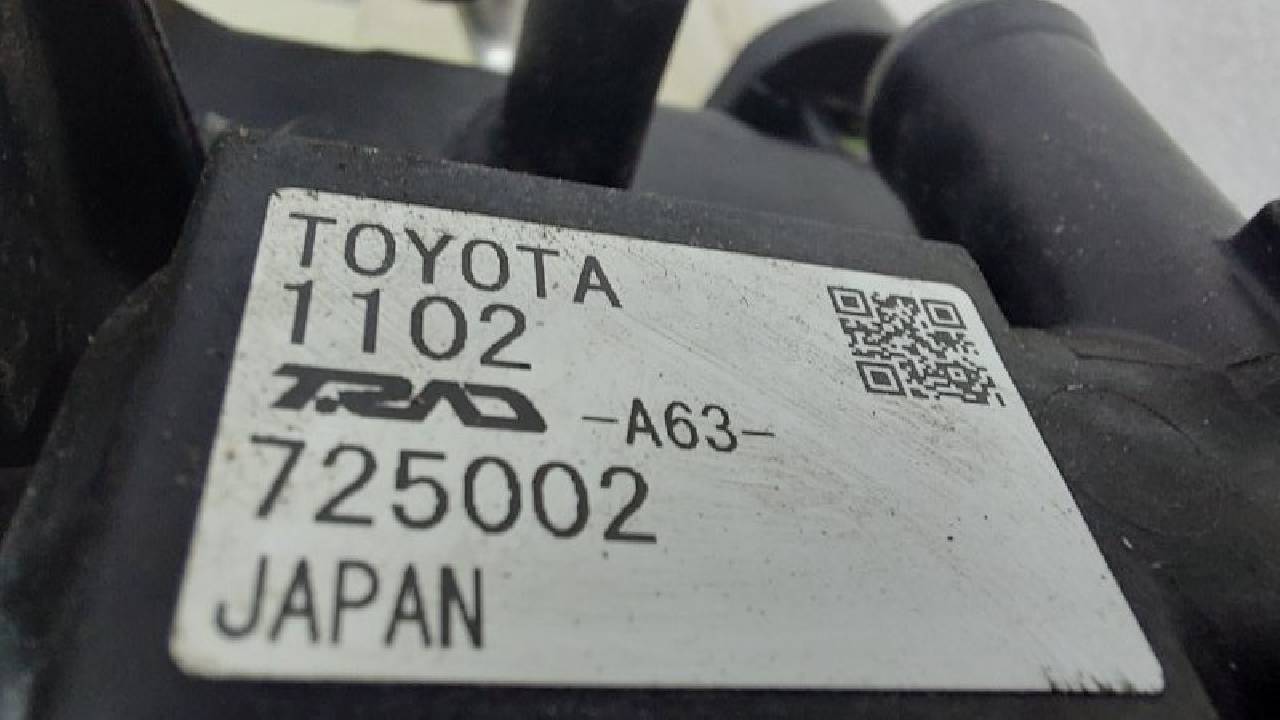 TOYOTA
1102
T.RAD -A63-
725002
JAPAN